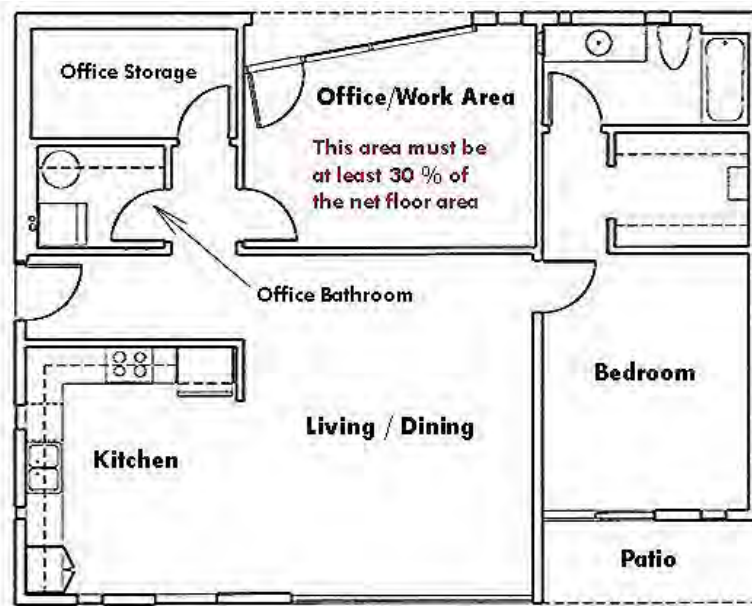 Office Storage
Office/Work Area
This area must be
at least 30 % of
the net floor area
Office Bathroom
Bedroom
Living / Dining
Kitchen
Patio